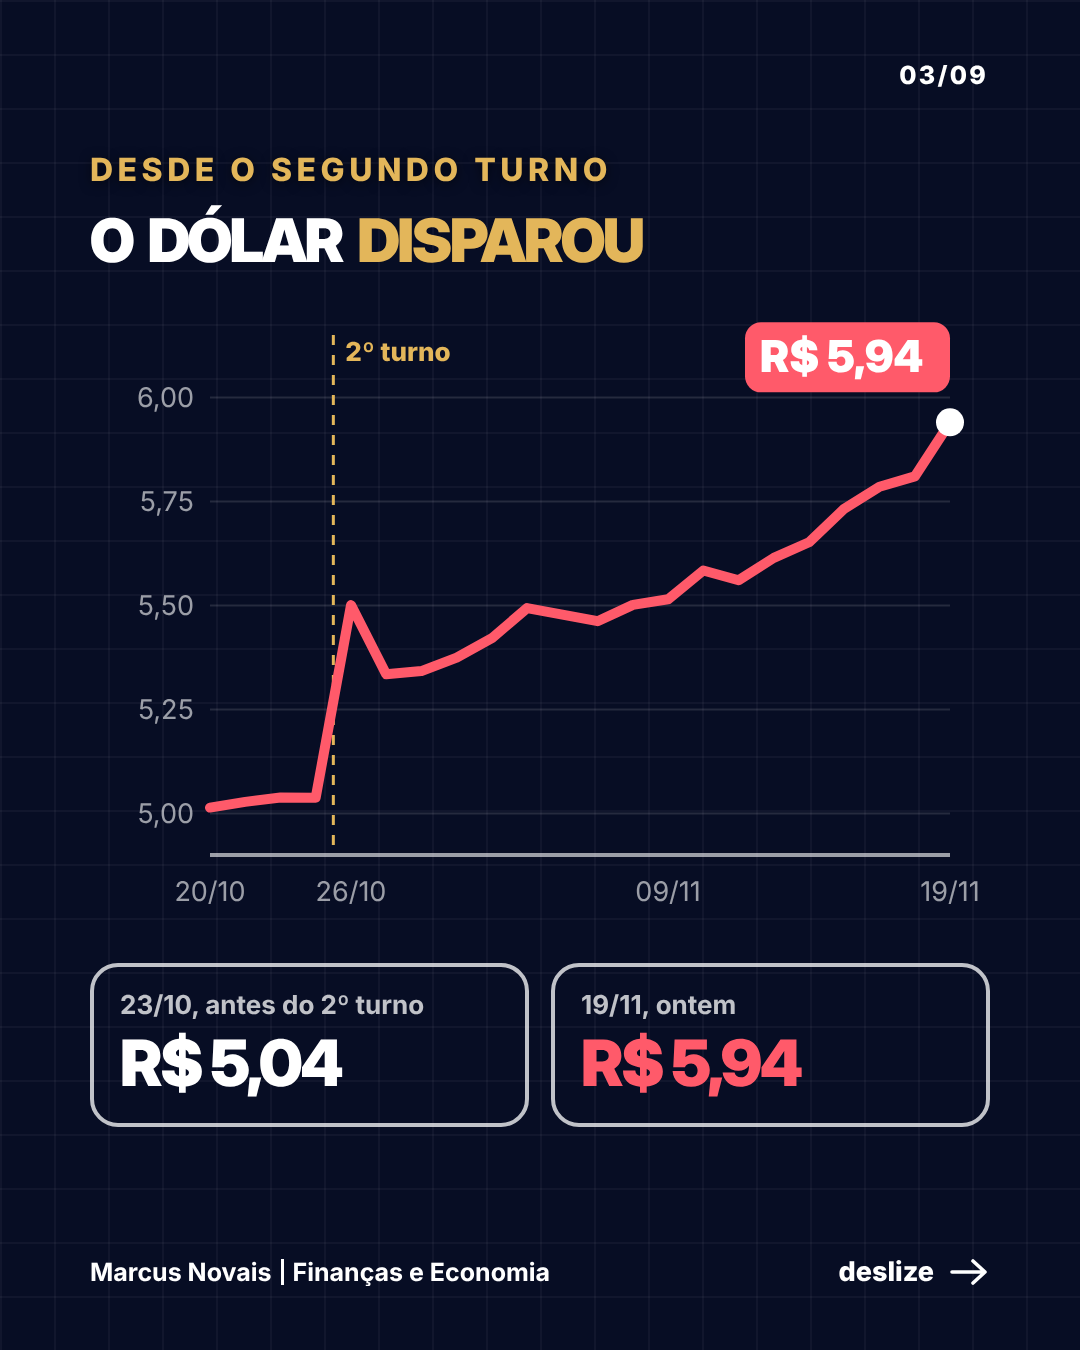 03/09
DESDE O SEGUNDO TURNO
O DÓLAR DISPAROU
2º turno
R$ 5,94
6,00
5,75
5,50
5,25
5,00
20/10 26/10 09/11 19/11
23/10, antes do 2º turno
R$ 5,04
19/11, ontem
R$ 5,94
Marcus Novais | Finanças e Economia
deslize →